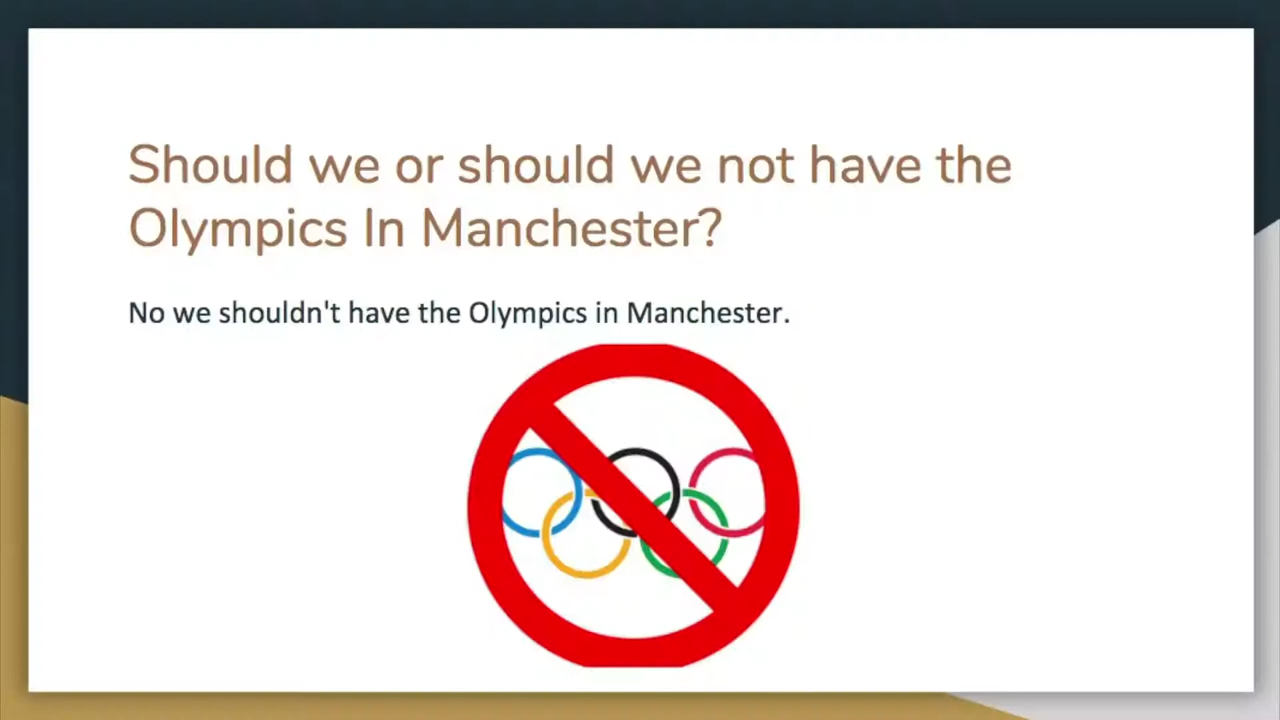 Should we or should we not have the
Olympics In Manchester?
No we shouldn't have the Olympics in Manchester.